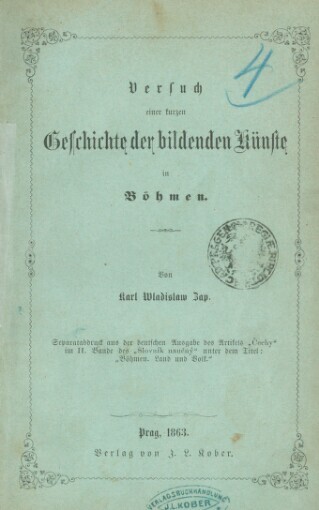 4
Versuch
einer kurzen
Geschichte der bildenden Künste
in
Böhmen.
Von
Karl Wladislaw Zap.
Separatabdruck aus der deutschen Ausgabe des Artikels „Čechy“
im II. Bande des „Slovník naučný“ unter dem Titel:
„Böhmen. Land und Volk.“
Prag, 1863.
Verlag von J. L. Kober.
VERLAGSBUCHHANDLUNG
J.L.KOBER